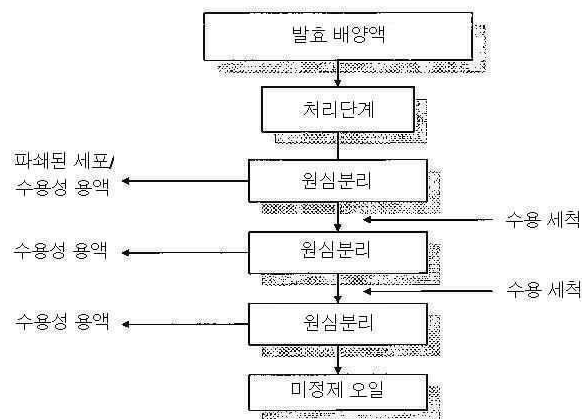 발효 배양액
처리단계
파쇄된 세포/
수용성 용액
원심분리
수용 세척
수용성 용액
원심분리
수용 세척
수용성 용액
원심분리
미정제 오일